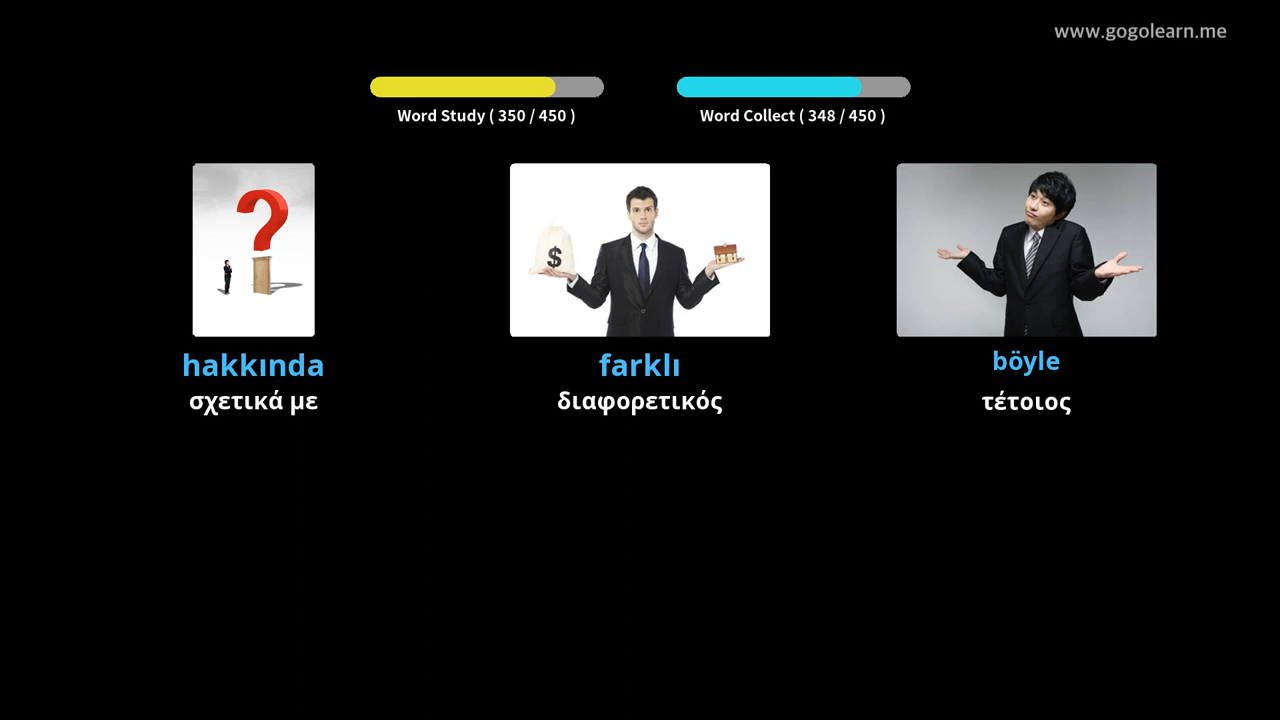 www.gogolearn.me
Word Study ( 350 / 450 )
Word Collect ( 348 / 450 )
$
hakkında
σχετικά με
farklı
διαφορετικός
böyle
τέτοιος